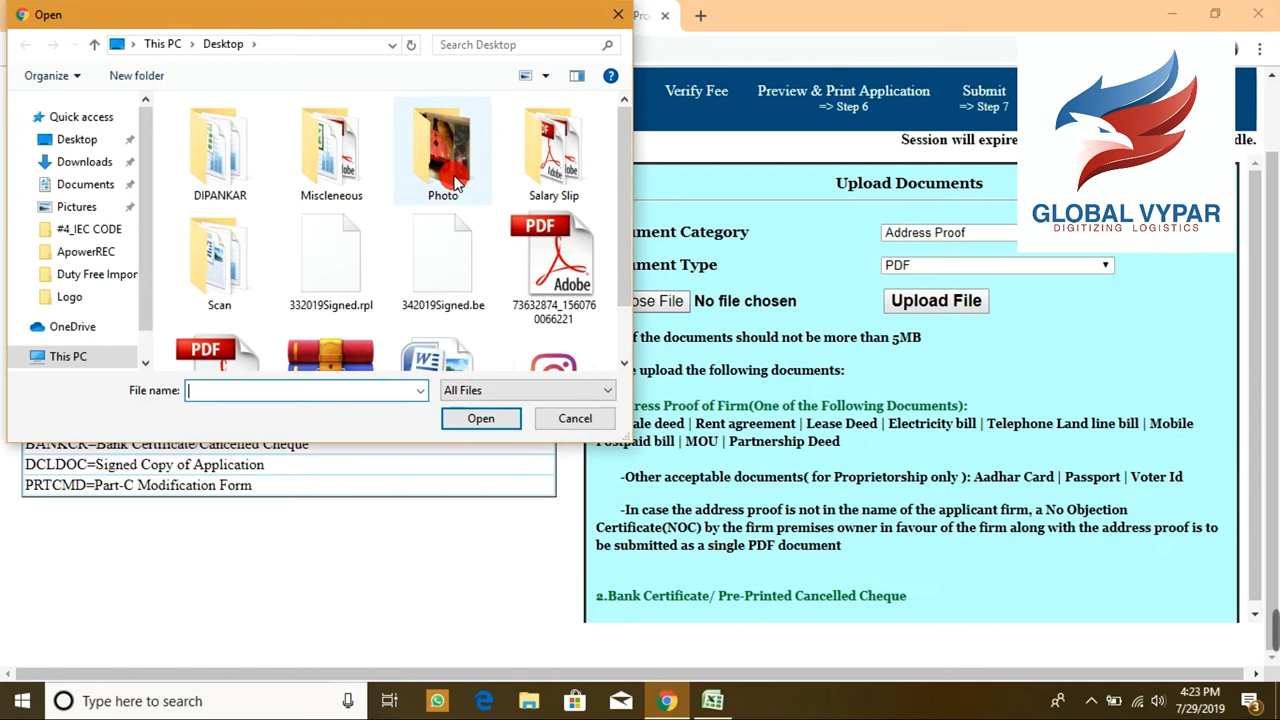 Open
This PC
Desktop
Search Desktop
Organize
New folder
Quick access
Desktop
Downloads
Documents
Pictures
#4_IEC CODE
ApowerREC
Duty Free Impor
Logo
OneDrive
This PC
DIPANKAR
Miscleneous
Photo
Salary Slip
PDF
Adobe
Scan
332019Signed.rpl
342019Signed.be
73632874_156076
0066221
PDF
File name:
All Files
Open
Cancel
Verify Fee
Preview & Print Application
=> Step 6
Submit
=> Step 7
Session will expire
dle.
GLOBAL VYPAR
DIGITIZING LOGISTICS
Upload Documents
ument Category
Address Proof
ument Type
PDF
ose File
No file chosen
Upload File
f the documents should not be more than 5MB
e upload the following documents:
ress Proof of Firm(One of the Following Documents):
ale deed | Rent agreement | Lease Deed | Electricity bill | Telephone Land line bill | Mobile
Postpaid bill | MOU | Partnership Deed
-Other acceptable documents( for Proprietorship only ): Aadhar Card | Passport | Voter Id
-In case the address proof is not in the name of the applicant firm, a No Objection
Certificate(NOC) by the firm premises owner in favour of the firm along with the address proof is to
be submitted as a single PDF document
2.Bank Certificate/ Pre-Printed Cancelled Cheque
BANKCR=Bank Certificate/Cancelled Cheque
DCLDOC=Signed Copy of Application
PRTCMD=Part-C Modification Form
Type here to search
4:23 PM
7/29/2019
3